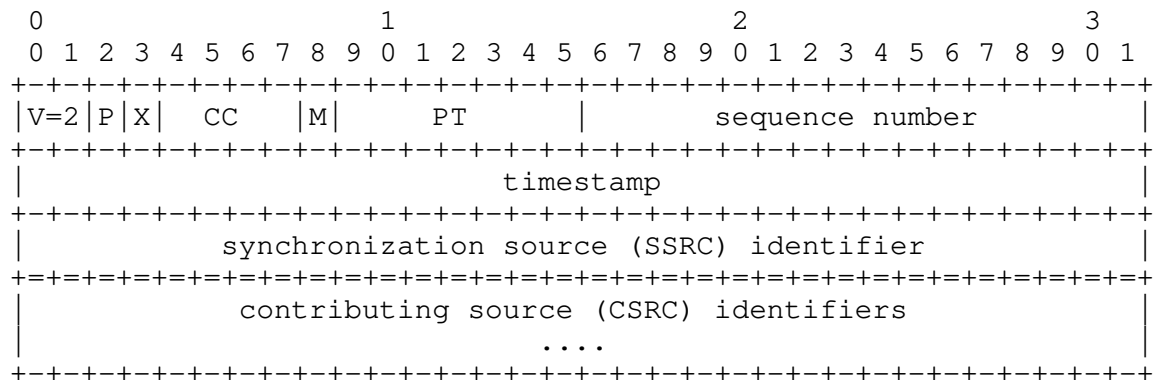 0                   1                   2                   3
 0 1 2 3 4 5 6 7 8 9 0 1 2 3 4 5 6 7 8 9 0 1 2 3 4 5 6 7 8 9 0 1
+-+-+-+-+-+-+-+-+-+-+-+-+-+-+-+-+-+-+-+-+-+-+-+-+-+-+-+-+-+-+-+-+
|V=2|P|X|  CC   |M|     PT      |       sequence number         |
+-+-+-+-+-+-+-+-+-+-+-+-+-+-+-+-+-+-+-+-+-+-+-+-+-+-+-+-+-+-+-+-+
|                           timestamp                           |
+-+-+-+-+-+-+-+-+-+-+-+-+-+-+-+-+-+-+-+-+-+-+-+-+-+-+-+-+-+-+-+-+
|           synchronization source (SSRC) identifier            |
+=+=+=+=+=+=+=+=+=+=+=+=+=+=+=+=+=+=+=+=+=+=+=+=+=+=+=+=+=+=+=+=+
|            contributing source (CSRC) identifiers             |
|                             ....                              |
+-+-+-+-+-+-+-+-+-+-+-+-+-+-+-+-+-+-+-+-+-+-+-+-+-+-+-+-+-+-+-+-+